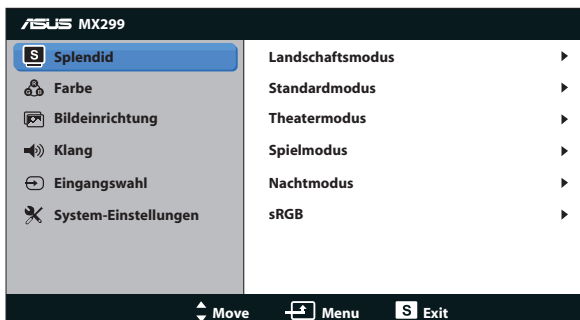 ASUS MX299
S Splendid
Farbe
Bildeinrichtung
Klang
Eingangswahl
System-Einstellungen
Landschaftsmodus
Standardmodus
Theatermodus
Spielmodus
Nachtmodus
sRGB
Move Menu S Exit